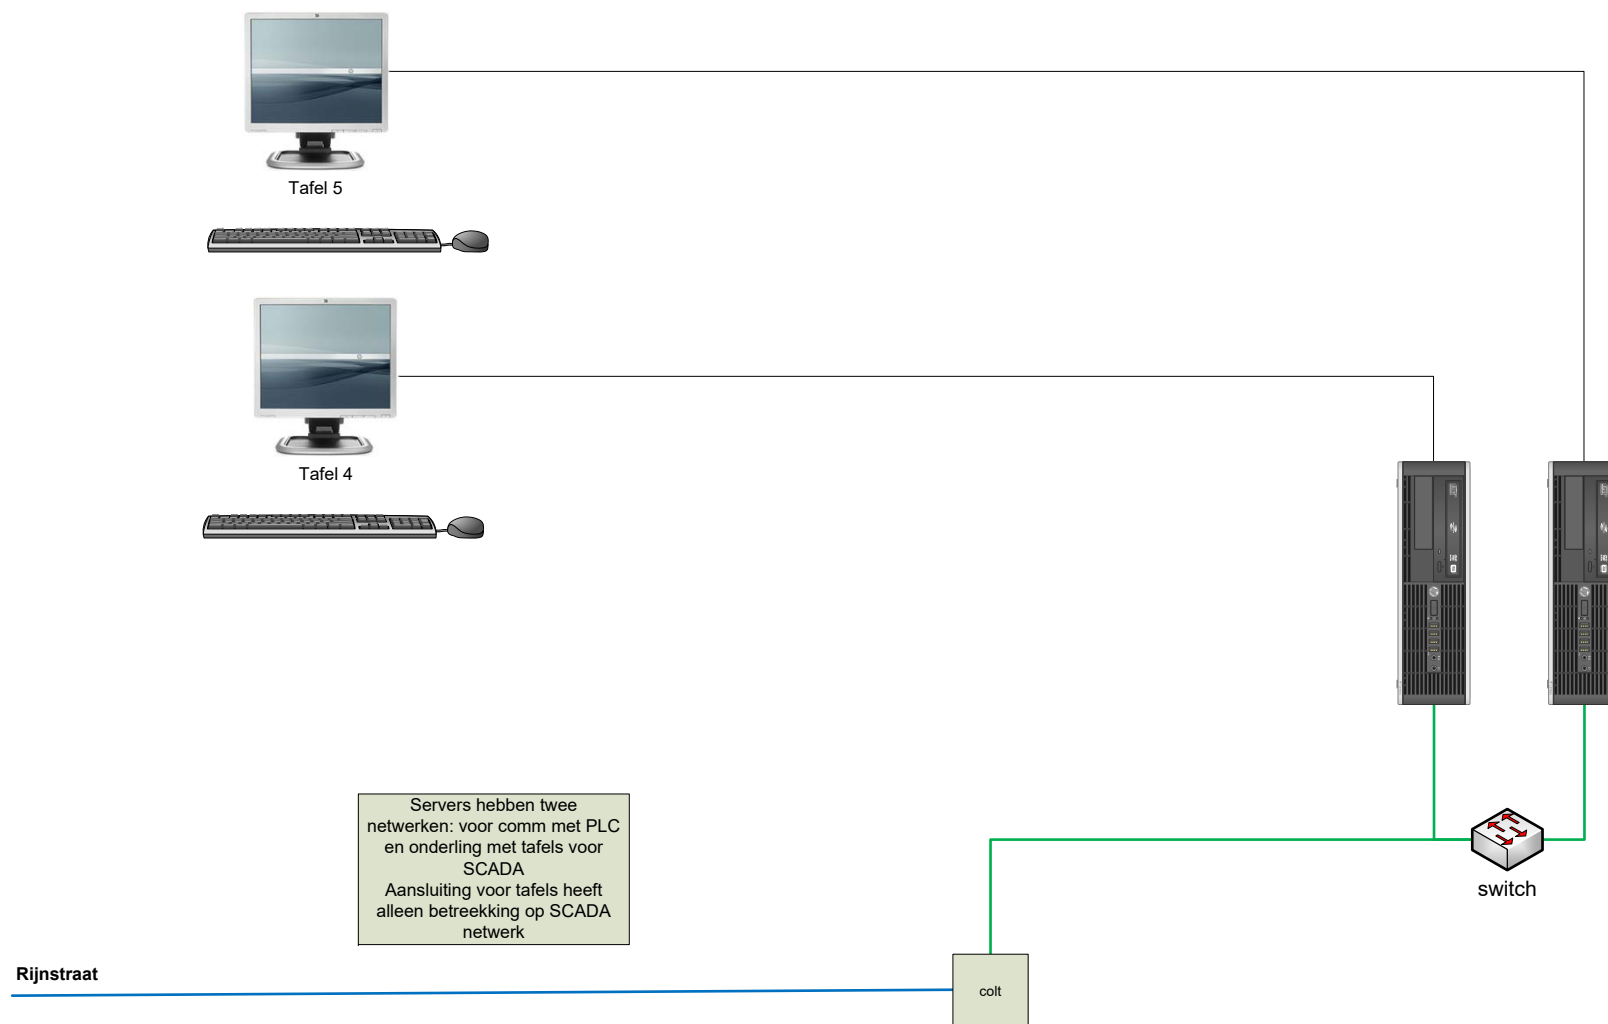 Tafel 5
Tafel 4
Servers hebben twee
netwerken: voor comm met PLC
en onderling met tafels voor
SCADA
Aansluiting voor tafels heeft
alleen betreekking op SCADA
netwerk
switch
Rijnstraat
colt